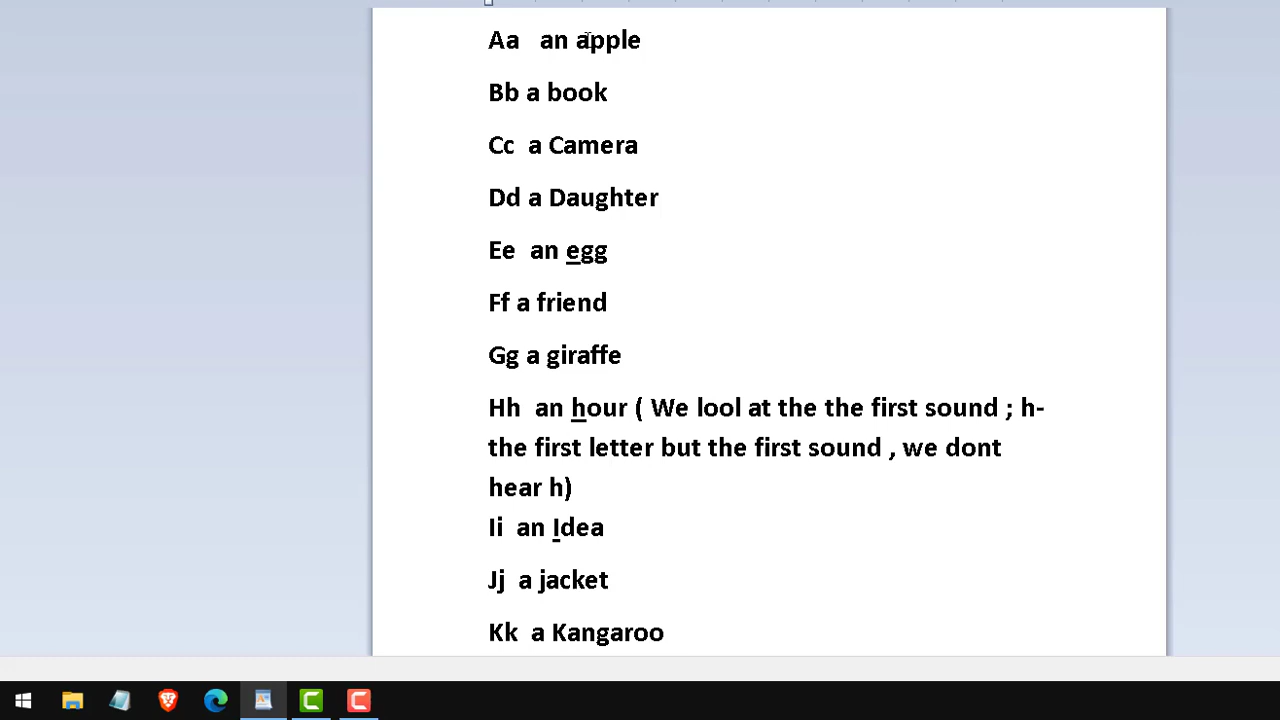 Aa an apple
Bb a book
Cc a Camera
Dd a Daughter
Ee an egg
Ff a friend
Gg a giraffe
Hh an hour ( We lool at the the first sound ; h-
the first letter but the first sound , we dont
hear h)
Ii an Idea
Jj a jacket
Kk a Kangaroo